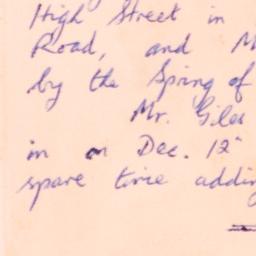 High Street in
Road, and M
by the Spring of
Mr. Giles
in on Dec. 12
spare time adding